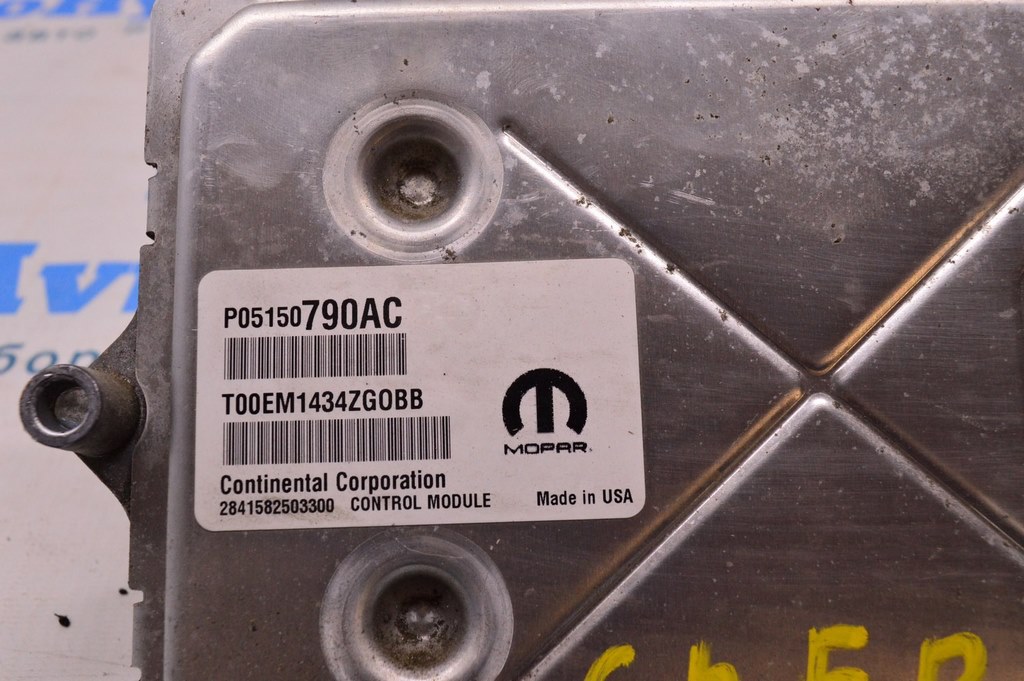 P05150790AC
T00EM1434ZGOBB
MOPAR
Continental Corporation
2841582503300 CONTROL MODULE Made in USA